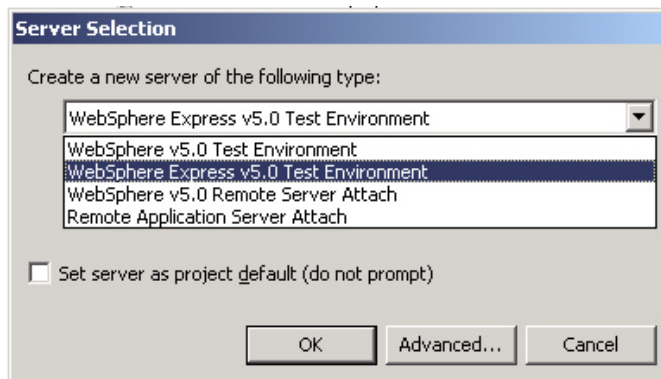 Server Selection
Create a new server of the following type:
WebSphere Express v5.0 Test Environment
WebSphere v5.0 Test Environment
WebSphere Express v5.0 Test Environment
WebSphere v5.0 Remote Server Attach
Remote Application Server Attach
Set server as project default (do not prompt)
OK Advanced... Cancel